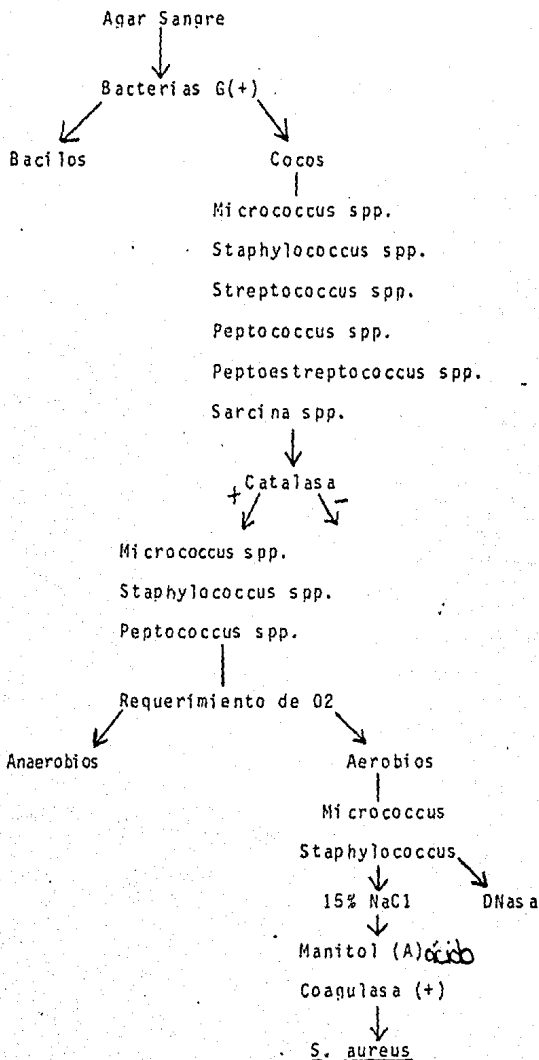 Agar Sangre
Bacterias G(+)
Bacilos Cocos
Micrococcus spp.
Staphylococcus spp.
Streptococcus spp.
Peptococcus spp.
Peptoestreptococcus spp.
Sarcina spp.
+ Catalasa -
Micrococcus spp.
Staphylococcus spp.
Peptococcus spp.
Requerimiento de O2
Anaerobios Aerobios
Micrococcus
Staphylococcus
15% NaCl DNasa
Manitol (A)ácido
Coagulasa (+)
S. aureus